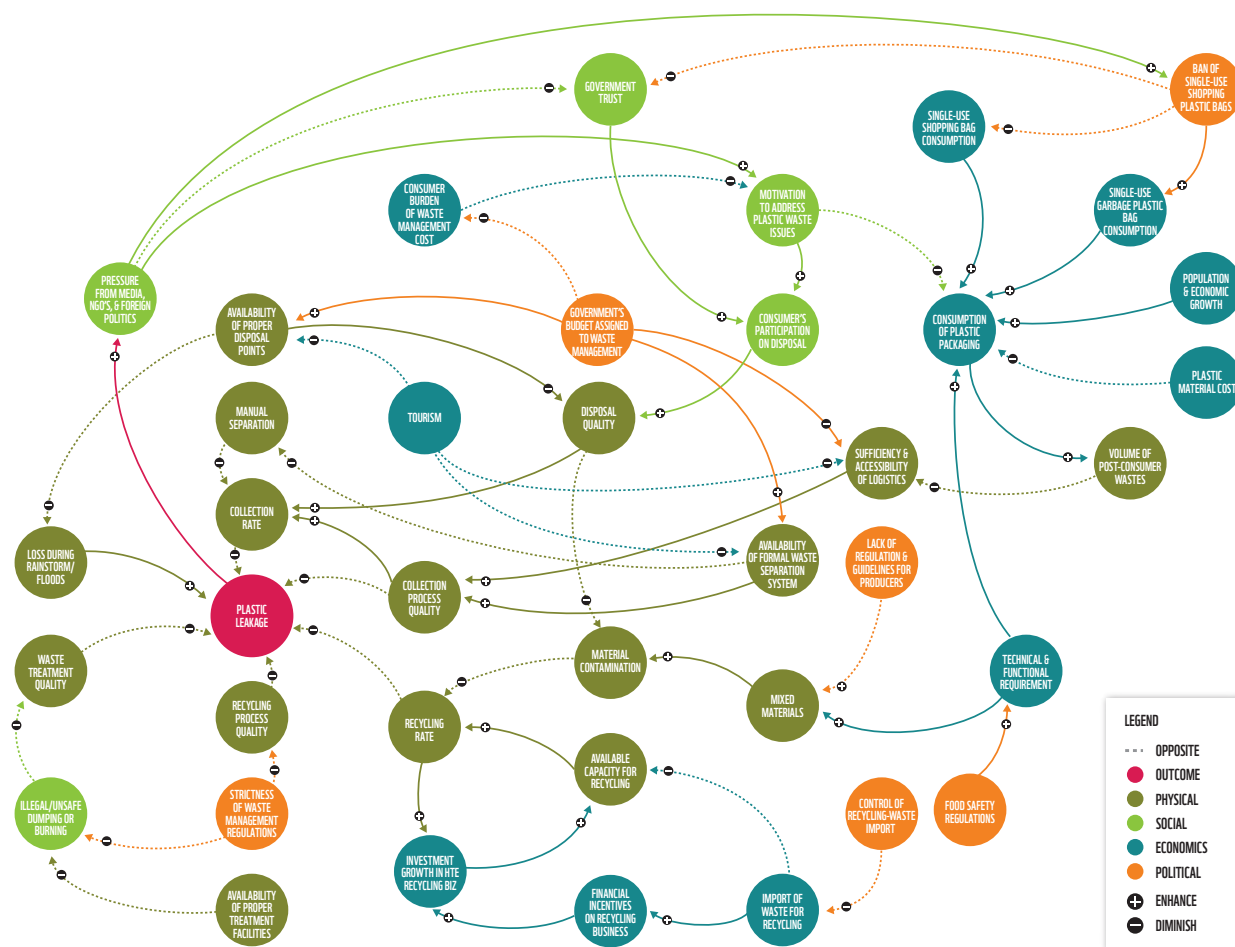 GOVERNMENT
TRUST
BAN OF
SINGLE-USE
SHOPPING
PLASTIC BAGS
SINGLE-USE
SHOPPING BAG
CONSUMPTION
CONSUMER
BURDEN
OF WASTE
MANAGEMENT
COST
MOTIVATION
TO ADDRESS
PLASTIC WASTE
ISSUES
SINGLE-USE
GARBAGE PLASTIC
BAG
CONSUMPTION
PRESSURE
FROM MEDIA,
NGO'S, & FOREIGN
POLITICS
AVAILABILITY
OF PROPER
DISPOSAL
POINTS
GOVERNMENT'S
BUDGET ASSIGNED
TO WASTE
MANAGEMENT
CONSUMER'S
PARTICIPATION
ON DISPOSAL
CONSUMPTION
OF PLASTIC
PACKAGING
POPULATION
& ECONOMIC
GROWTH
PLASTIC
MATERIAL COST
MANUAL
SEPARATION
TOURISM
DISPOSAL
QUALITY
SUFFICIENCY &
ACCESSIBILITY
OF LOGISTICS
VOLUME OF
POST-CONSUMER
WASTES
COLLECTION
RATE
LOSS DURING
RAINSTORM/
FLOODS
COLLECTION
PROCESS
QUALITY
AVAILABILITY
OF FORMAL WASTE
SEPARATION
SYSTEM
LACK OF
REGULATION &
GUIDELINES FOR
PRODUCERS
PLASTIC
LEAKAGE
WASTE
TREATMENT
QUALITY
RECYCLING
PROCESS
QUALITY
RECYCLING
RATE
MATERIAL
CONTAMINATION
MIXED
MATERIALS
TECHNICAL &
FUNCTIONAL
REQUIREMENT
ILLEGAL/UNSAFE
DUMPING OR
BURNING
STRICTNESS
OF WASTE
MANAGEMENT
REGULATIONS
AVAILABLE
CAPACITY FOR
RECYCLING
CONTROL OF
RECYCLING-WASTE
IMPORT
FOOD SAFETY
REGULATIONS
AVAILABILITY
OF PROPER
TREATMENT
FACILITIES
INVESTMENT
GROWTH IN HTE
RECYCLING BIZ
FINANCIAL
INCENTIVES
ON RECYCLING
BUSINESS
IMPORT OF
WASTE FOR
RECYCLING
LEGEND
OPPOSITE
OUTCOME
PHYSICAL
SOCIAL
ECONOMICS
POLITICAL
ENHANCE
DIMINISH